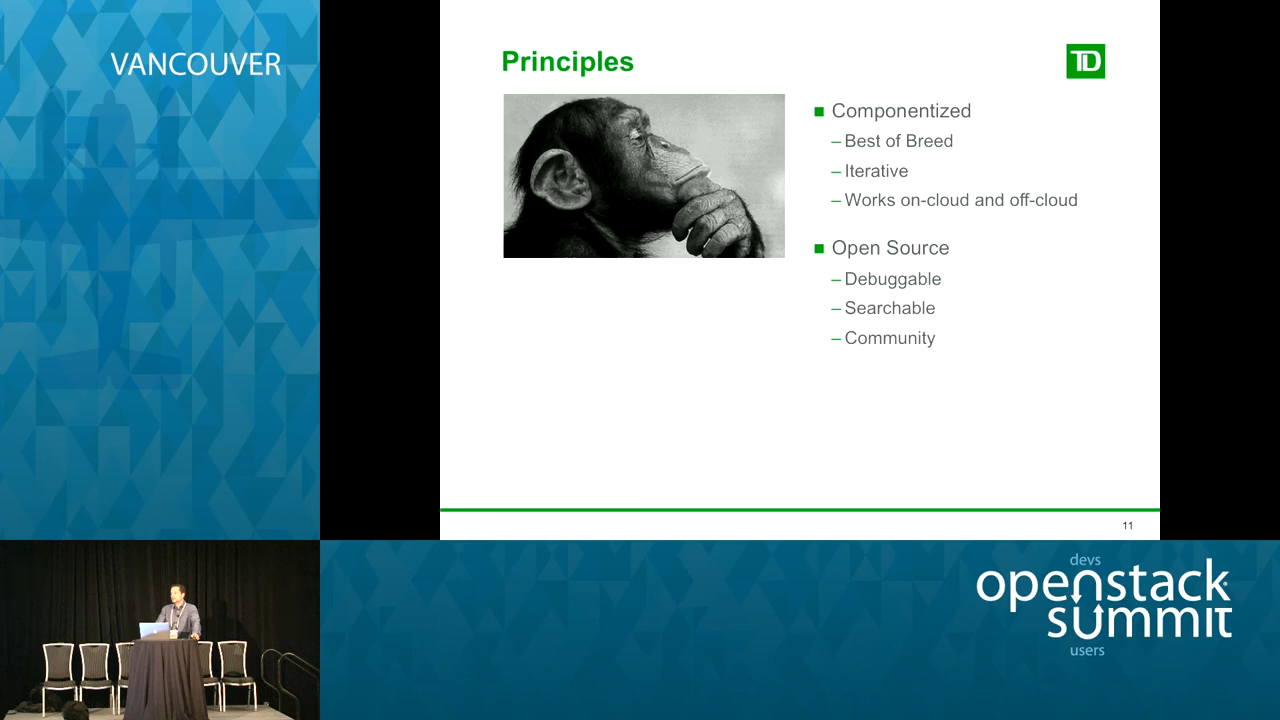 VANCOUVER
Principles
TD
■ Componentized
– Best of Breed
– Iterative
– Works on-cloud and off-cloud
■ Open Source
– Debuggable
– Searchable
– Community
11
devs
openstack
summit
users